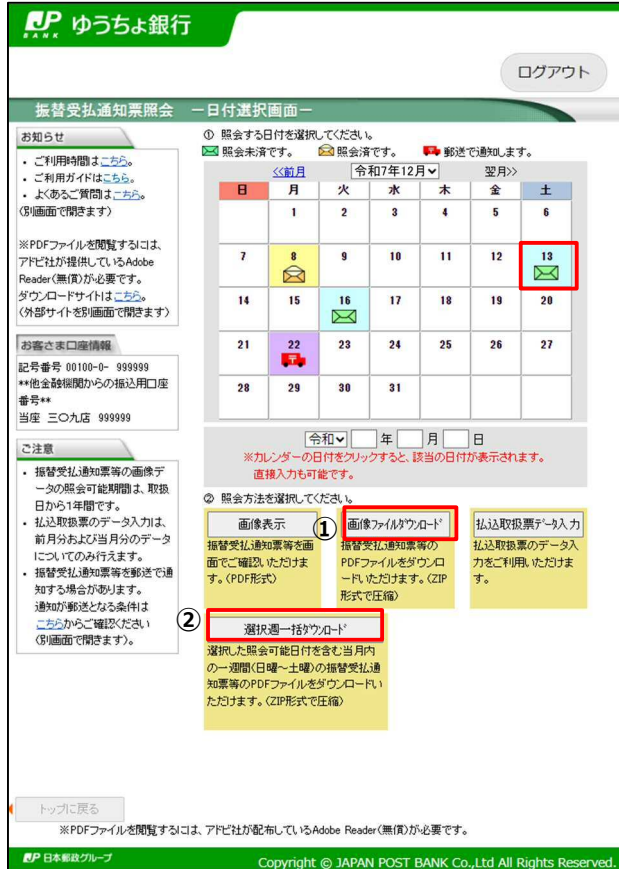 JP BANK ゆうちょ銀行
ログアウト
振替受払通知票照会 ー日付選択画面ー
お知らせ
・ご利用時間はこちら。
・ご利用ガイドはこちら。
・よくあるご質問はこちら。
(別画面で開きます)
※PDFファイルを閲覧するには、
アドビ社が提供しているAdobe
Reader(無償)が必要です。
ダウンロードサイトはこちら。
(外部サイトを別画面で開きます)
お客さま口座情報
記号番号 00100-0- 999999
**他金融機関からの振込用口座
番号**
当座 三〇九店 999999
ご注意
・振替受払通知票等の画像デ
ータの照会可能期間は、取扱
日から1年間です。
・払込取扱票のデータ入力は、
前月分および当月分のデータ
についてのみ行えます。
・振替受払通知票等を郵送で通
知する場合があります。
通知が郵送となる条件は
こちらからご確認ください
(別画面で開きます)。
① 照会する日付を選択してください。
照会未済です。 照会済です。 郵送で通知します。
<<前月 令和7年12月 翌月>>
日 月 火 水 木 金 土
1 2 3 4 5 6
7 8 9 10 11 12 13
14 15 16 17 18 19 20
21 22 23 24 25 26 27
28 29 30 31
令和 年 月 日
※カレンダーの日付をクリックすると、該当の日付が表示されます。
直接入力も可能です。
② 照会方法を選択してください。
画像表示
振替受払通知票等を画
面でご確認いただけま
す。(PDF形式)
①
画像ファイルダウンロード
振替受払通知票等の
PDFファイルをダウンロ
ードいただけます。(ZIP
形式で圧縮)
払込取扱票データ入力
払込取扱票のデータ入
力をご利用いただけま
す。
②
選択週一括ダウンロード
選択した照会可能日付を含む当月内
の一週間(日曜～土曜)の振替受払通
知票等のPDFファイルをダウンロードい
ただけます。(ZIP形式で圧縮)
トップに戻る
※PDFファイルを閲覧するには、アドビ社が配布しているAdobe Reader(無償)が必要です。
JP 日本郵政グループ
Copyright © JAPAN POST BANK Co.,Ltd All Rights Reserved.